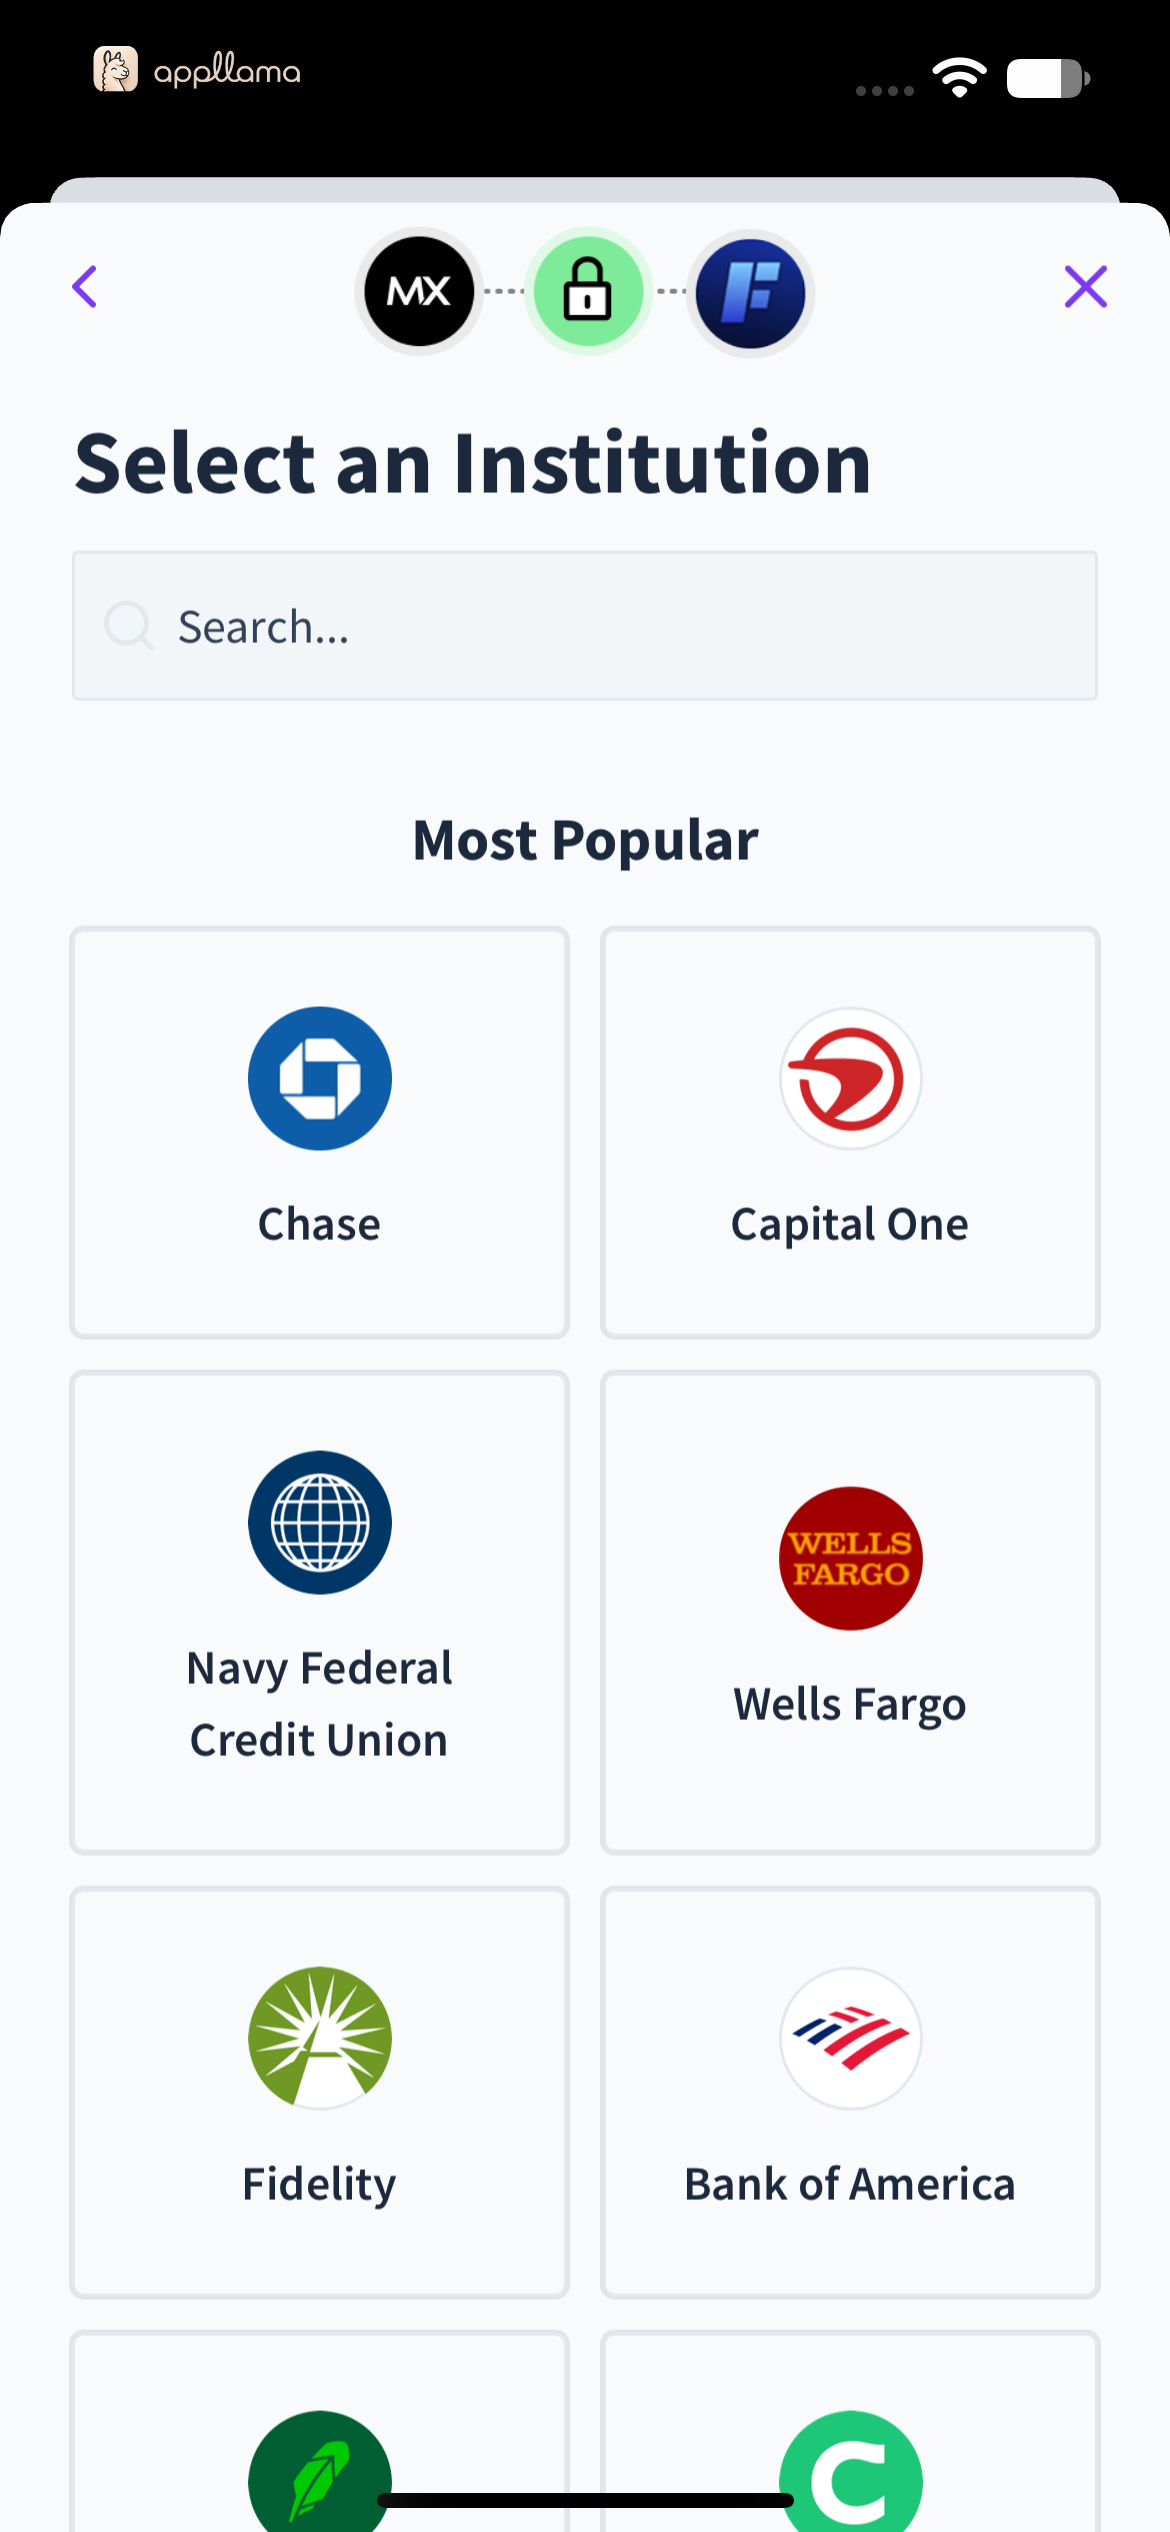 appllama
MX
F
Select an Institution
Search...
Most Popular
Chase
Capital One
Navy Federal
Credit Union
WELLS
FARGO
Wells Fargo
Fidelity
Bank of America
C